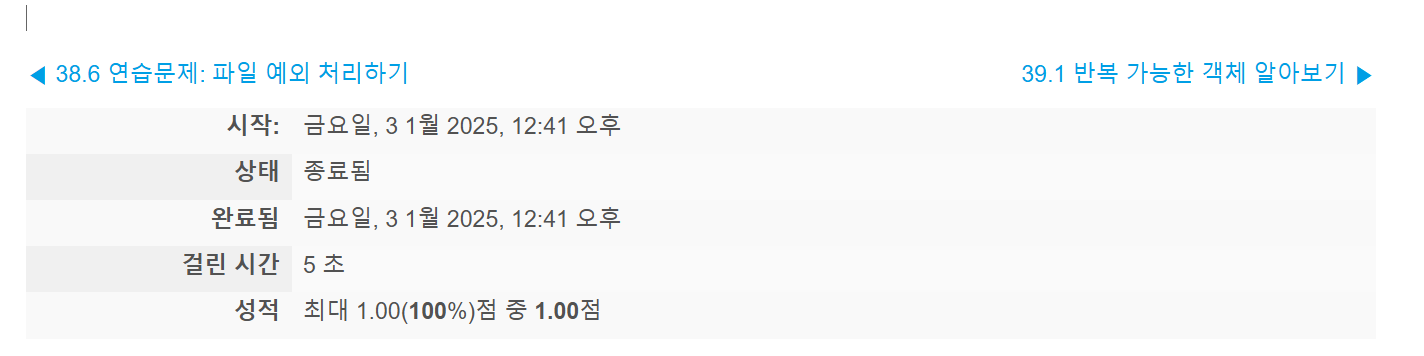 ◀ 38.6 연습문제: 파일 예외 처리하기
39.1 반복 가능한 객체 알아보기 ▶
시작: 금요일, 3 1월 2025, 12:41 오후
상태 종료됨
완료됨 금요일, 3 1월 2025, 12:41 오후
걸린 시간 5 초
성적 최대 1.00(100%)점 중 1.00점